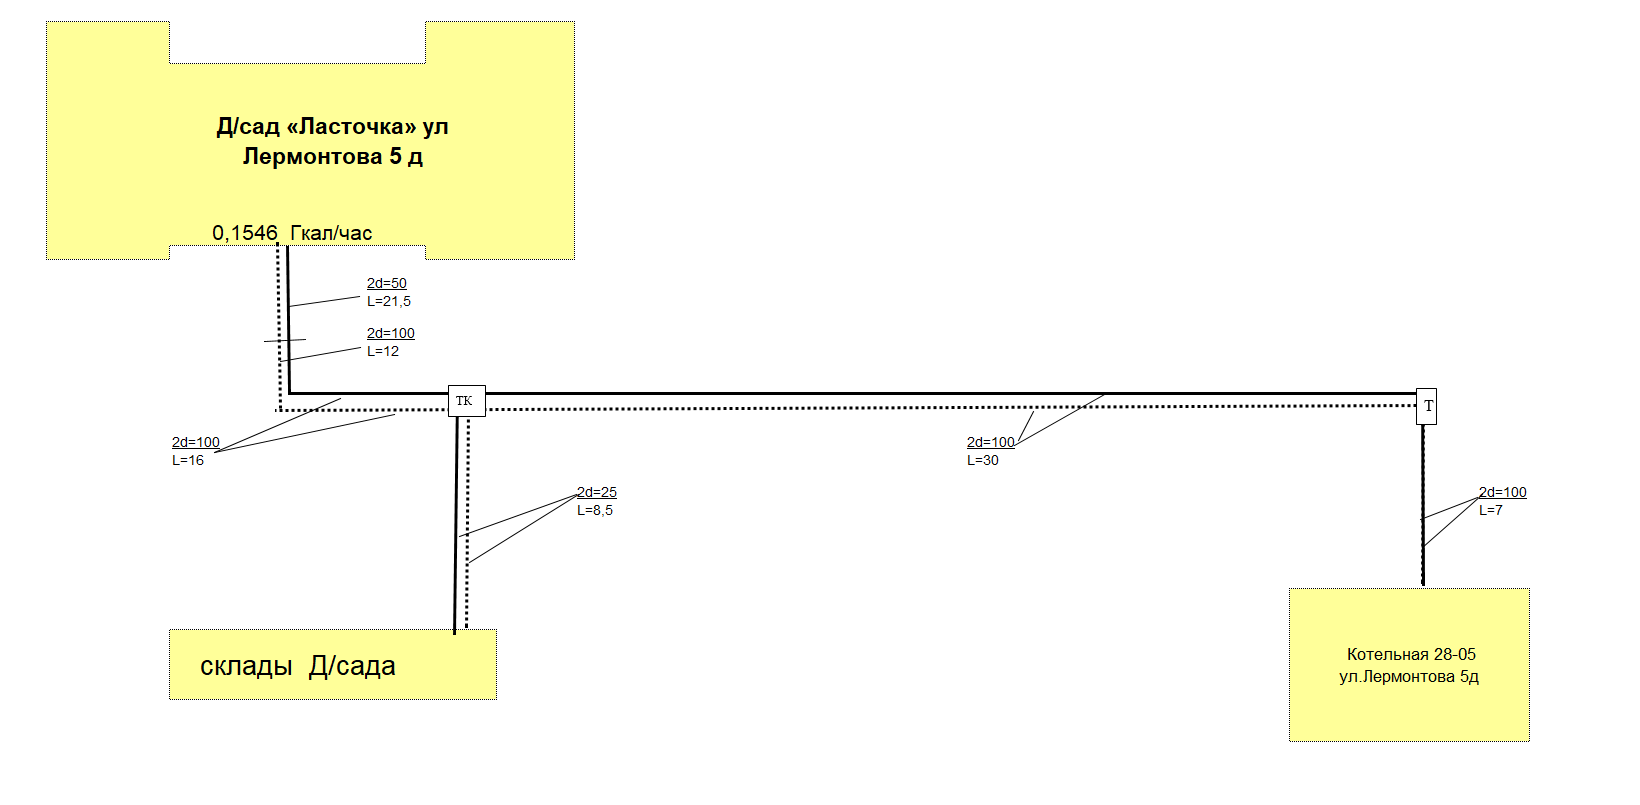 Д/сад «Ласточка» ул
Лермонтова 5 д
0,1546 Гкал/час
2d=50
L=21,5
2d=100
L=12
ТК
Т
2d=100
L=16
2d=100
L=30
2d=25
L=8,5
2d=100
L=7
склады Д/сада
Котельная 28-05
ул.Лермонтова 5д